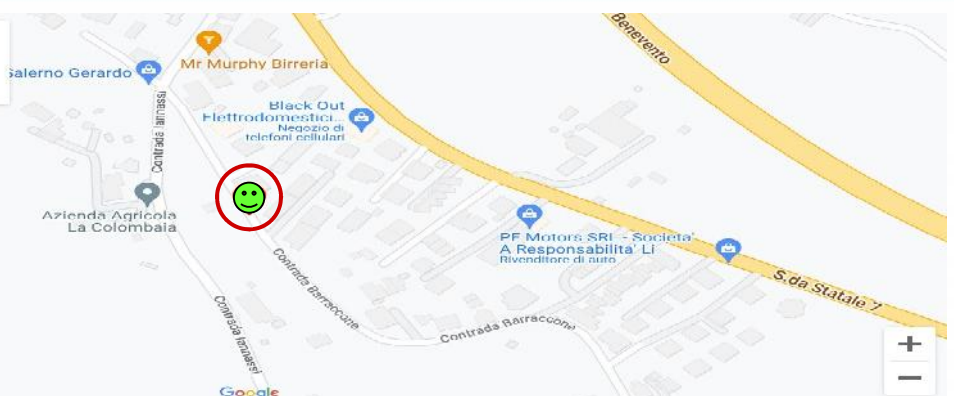 Benevento
Mr Murphy Birreria
Salerno Gerardo
Black Out
Elettrodomestici...
Negozio di
telefoni cellulari
Contrada Iannassi
Azienda Agricola
La Colombaia
PF Motors SRL - Societa'
A Responsabilita' Li
Rivenditore di auto
S.da Statale 7
Contrada Barraccone
Contrada Barraccone
Contrada Iannassi
Google